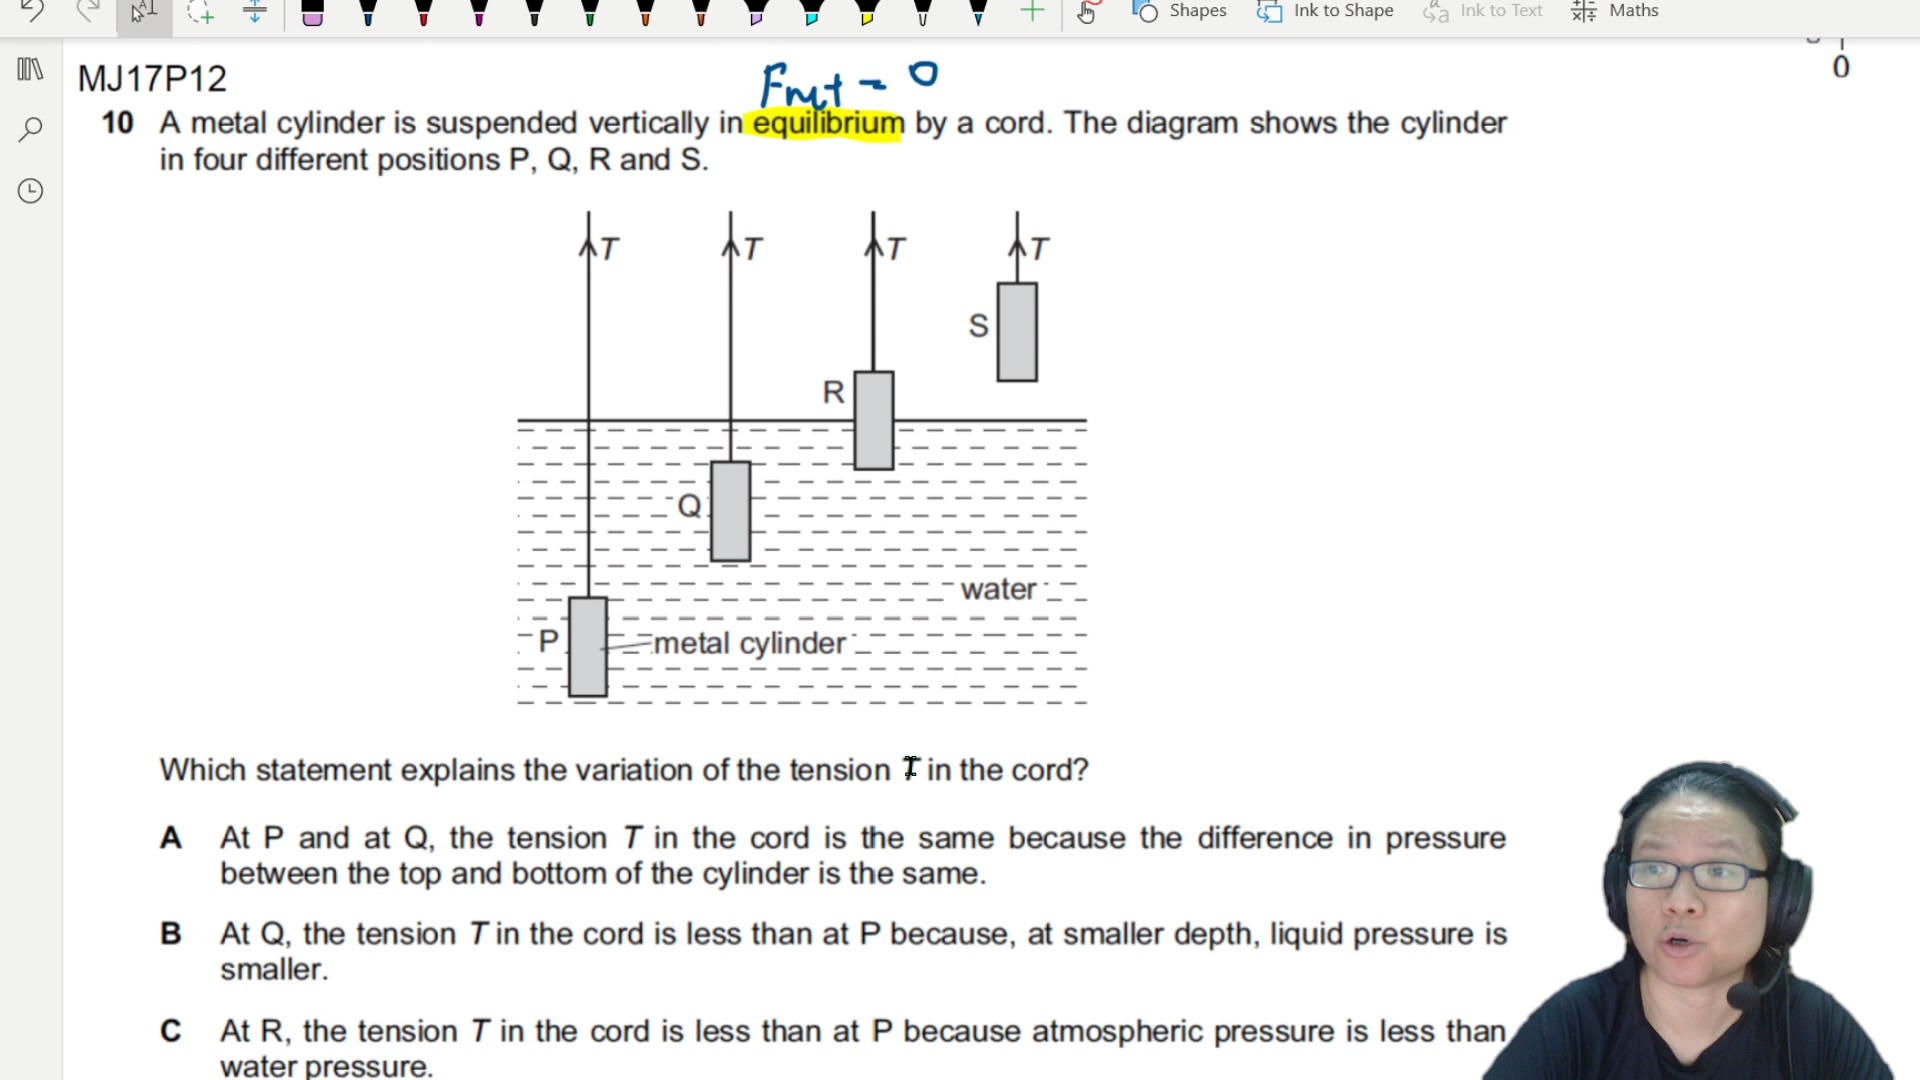 Shapes
Ink to Shape
Ink to Text
Maths
0
MJ17P12
Fnet = 0
10 A metal cylinder is suspended vertically in equilibrium by a cord. The diagram shows the cylinder
in four different positions P, Q, R and S.
T
T
T
T
S
R
Q
water
P
metal cylinder
Which statement explains the variation of the tension T in the cord?
A At P and at Q, the tension T in the cord is the same because the difference in pressure
between the top and bottom of the cylinder is the same.
B At Q, the tension T in the cord is less than at P because, at smaller depth, liquid pressure is
smaller.
C At R, the tension T in the cord is less than at P because atmospheric pressure is less than
water pressure.